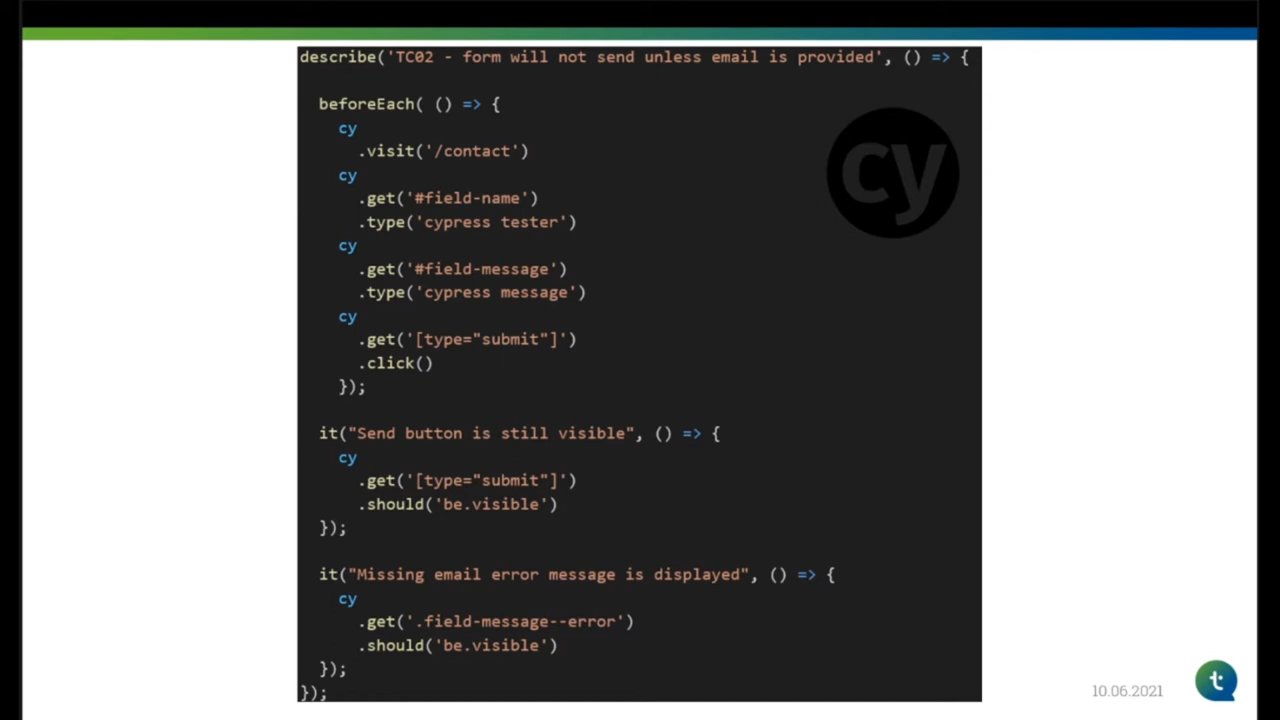 describe('TC02 - form will not send unless email is provided', () => {
beforeEach( () => {
cy
.visit('/contact')
cy
.get('#field-name')
.type('cypress tester')
cy
.get('#field-message')
.type('cypress message')
cy
.get('[type="submit"]')
.click()
});
it("Send button is still visible", () => {
cy
.get('[type="submit"]')
.should('be.visible')
});
it("Missing email error message is displayed", () => {
cy
.get('.field-message--error')
.should('be.visible')
});
});
cy
10.06.2021
t